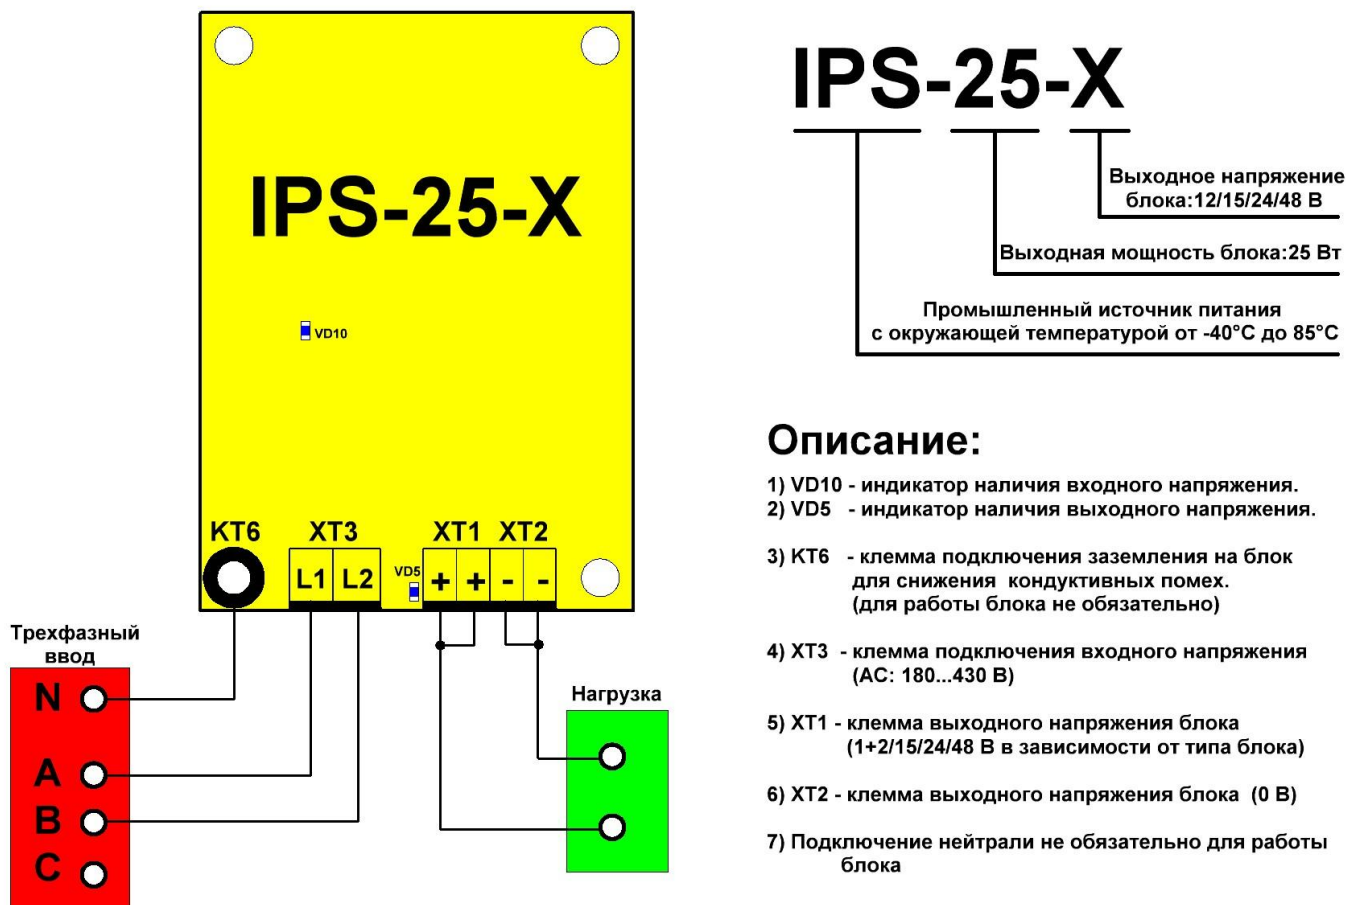 IPS-25-X
VD10
KT6
XT3
XT1
XT2
L1
L2
VD5
+
+
-
-
Трехфазный
ввод
N
A
B
C
Нагрузка
IPS-25-X
Выходное напряжение
блока:12/15/24/48 В
Выходная мощность блока:25 Вт
Промышленный источник питания
с окружающей температурой от -40°C до 85°C
Описание:
1) VD10 - индикатор наличия входного напряжения.
2) VD5 - индикатор наличия выходного напряжения.
3) KT6 - клемма подключения заземления на блок
для снижения кондуктивных помех.
(для работы блока не обязательно)
4) XT3 - клемма подключения входного напряжения
(AC: 180...430 В)
5) XT1 - клемма выходного напряжения блока
(1+2/15/24/48 В в зависимости от типа блока)
6) XT2 - клемма выходного напряжения блока (0 В)
7) Подключение нейтрали не обязательно для работы
блока